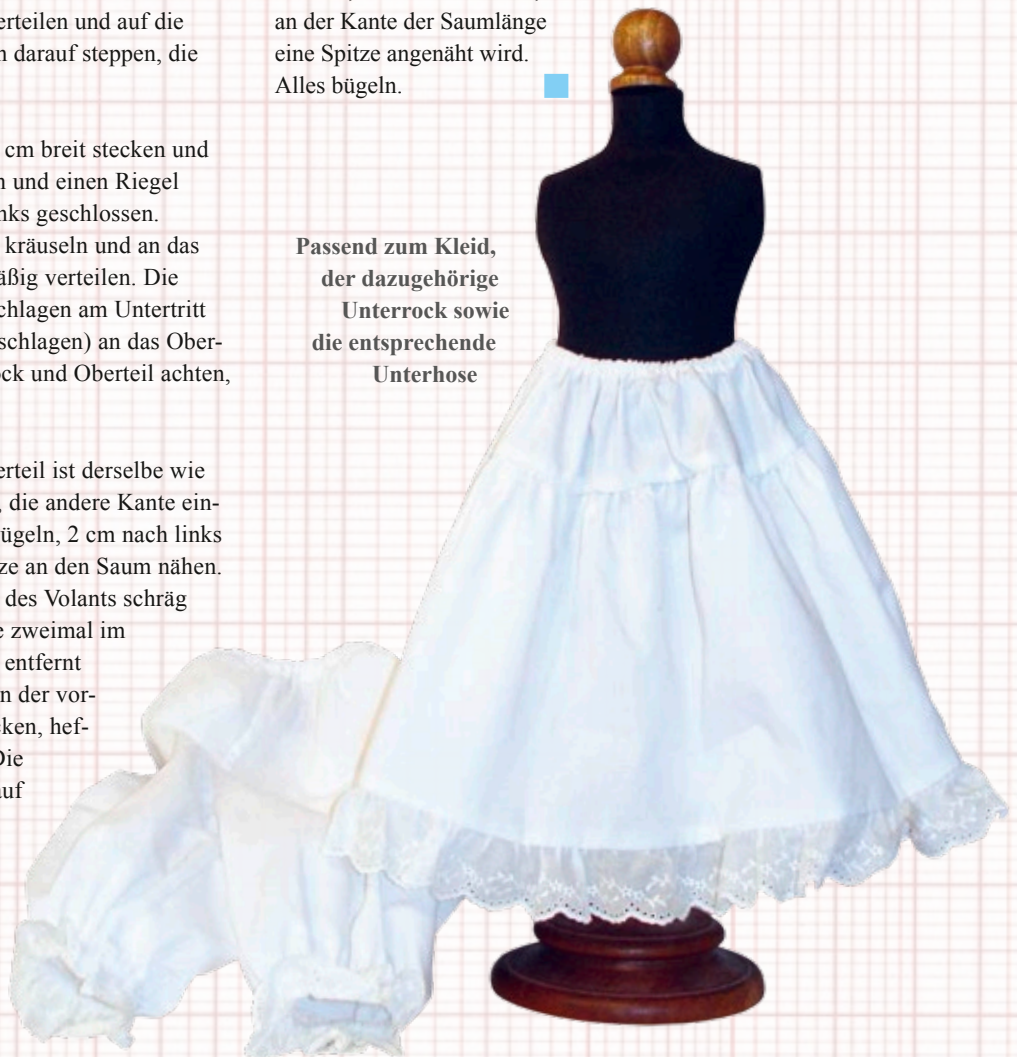 erteilen und auf die
n darauf steppen, die
cm breit stecken und
n und einen Riegel
nks geschlossen.
kräuseln und an das
äßig verteilen. Die
chlagen am Untertritt
schlagen) an das Ober-
ock und Oberteil achten,
erteil ist derselbe wie
, die andere Kante ein-
ügeln, 2 cm nach links
tze an den Saum nähen.
des Volants schräg
e zweimal im
entfernt
n der vor-
cken, hef-
Die
auf
an der Kante der Saumlänge
eine Spitze angenäht wird.
Alles bügeln.
Passend zum Kleid,
der dazugehörige
Unterrock sowie
die entsprechende
Unterhose